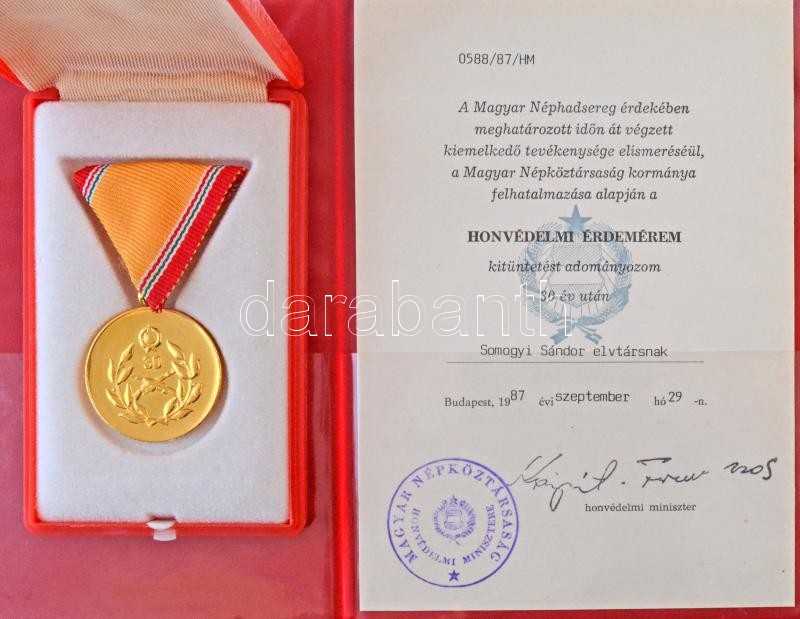 0588/87/HM
A Magyar Néphadsereg érdekében
meghatározott időn át végzett
kiemelkedő tevékenysége elismeréséül,
a Magyar Népköztársaság kormánya
felhatalmazása alapján a
HONVÉDELMI ÉRDEMÉREM
kitüntetést adományozom
30 év után
Somogyi Sándor elvtársnak
Budapest, 1987 évi szeptember hó 29 -n.
honvédelmi miniszter
MAGYAR NÉPKÖZTÁRSASÁG
HONVÉDELMI MINISZTERE
30
darabanth